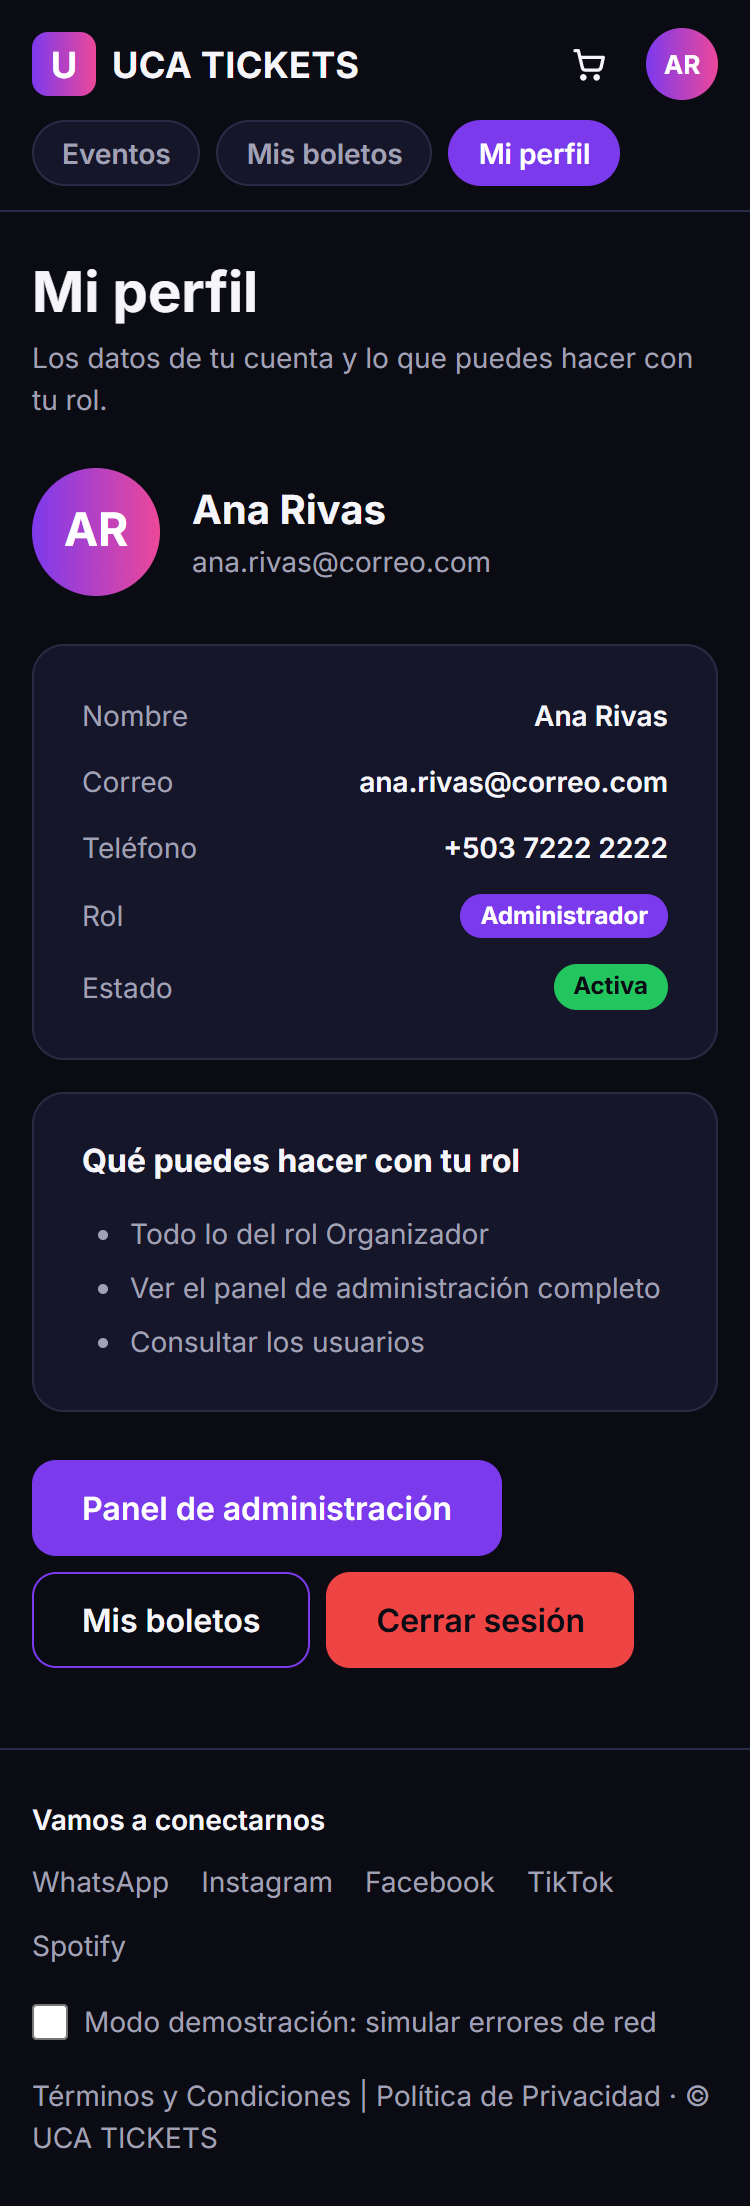 U UCA TICKETS AR
Eventos Mis boletos Mi perfil
Mi perfil
Los datos de tu cuenta y lo que puedes hacer con
tu rol.
AR
Ana Rivas
ana.rivas@correo.com
Nombre Ana Rivas
Correo ana.rivas@correo.com
Teléfono +503 7222 2222
Rol Administrador
Estado Activa
Qué puedes hacer con tu rol
• Todo lo del rol Organizador
• Ver el panel de administración completo
• Consultar los usuarios
Panel de administración
Mis boletos Cerrar sesión
Vamos a conectarnos
WhatsApp Instagram Facebook TikTok
Spotify
Modo demostración: simular errores de red
Términos y Condiciones | Política de Privacidad · ©
UCA TICKETS